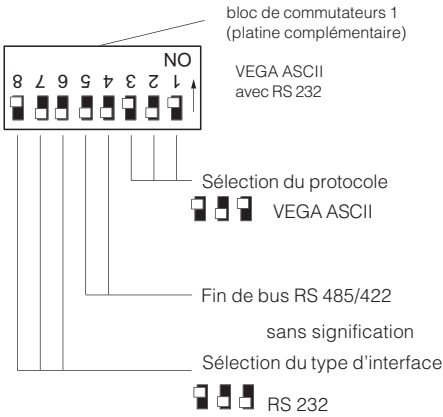 bloc de commutateurs 1
(platine complémentaire)
VEGA ASCII
avec RS 232
ON
8 7 6 5 4 3 2 1
Sélection du protocole
VEGA ASCII
Fin de bus RS 485/422
sans signification
Sélection du type d'interface
RS 232